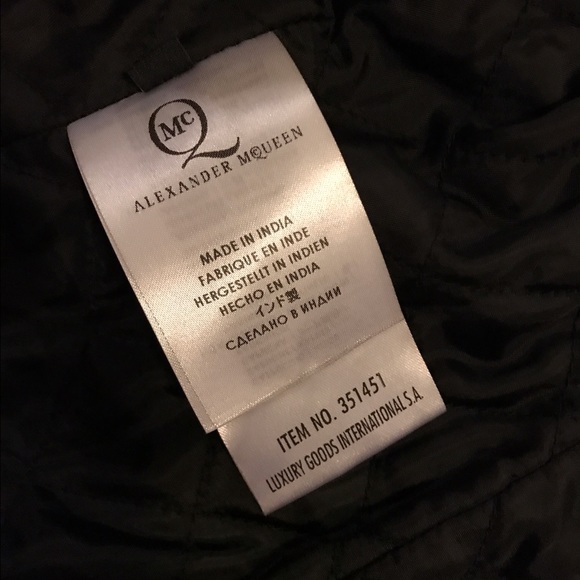 McQ
ALEXANDER McQUEEN
MADE IN INDIA
FABRIQUE EN INDE
HERGESTELLT IN INDIEN
HECHO EN INDIA
インド製
СДЕЛАНО В ИНДИИ
ITEM NO. 351451
LUXURY GOODS INTERNATIONAL S.A.